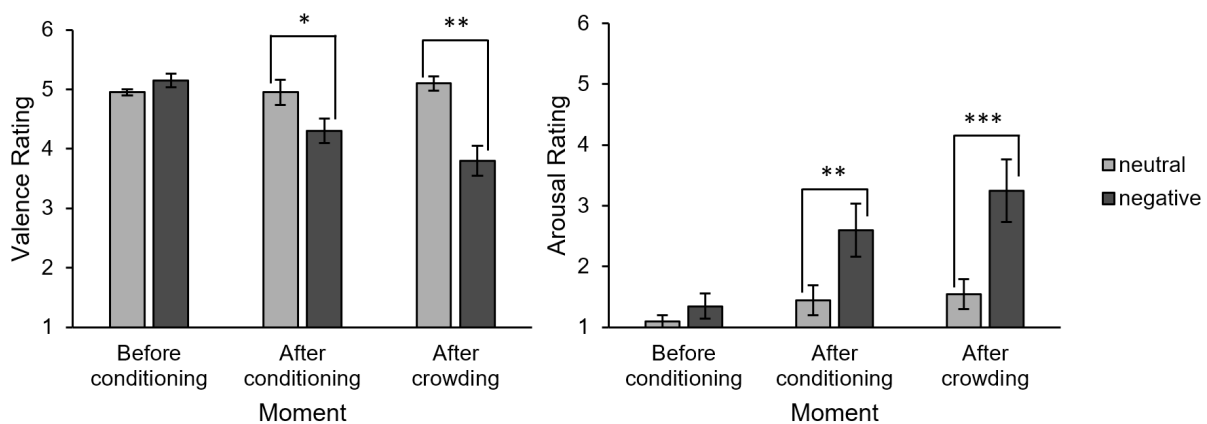 6
5
4
3
2
1
Valence Rating
*
**
Before
conditioning
After
conditioning
After
crowding
Moment
6
5
4
3
2
1
Arousal Rating
**
***
Before
conditioning
After
conditioning
After
crowding
Moment
neutral
negative